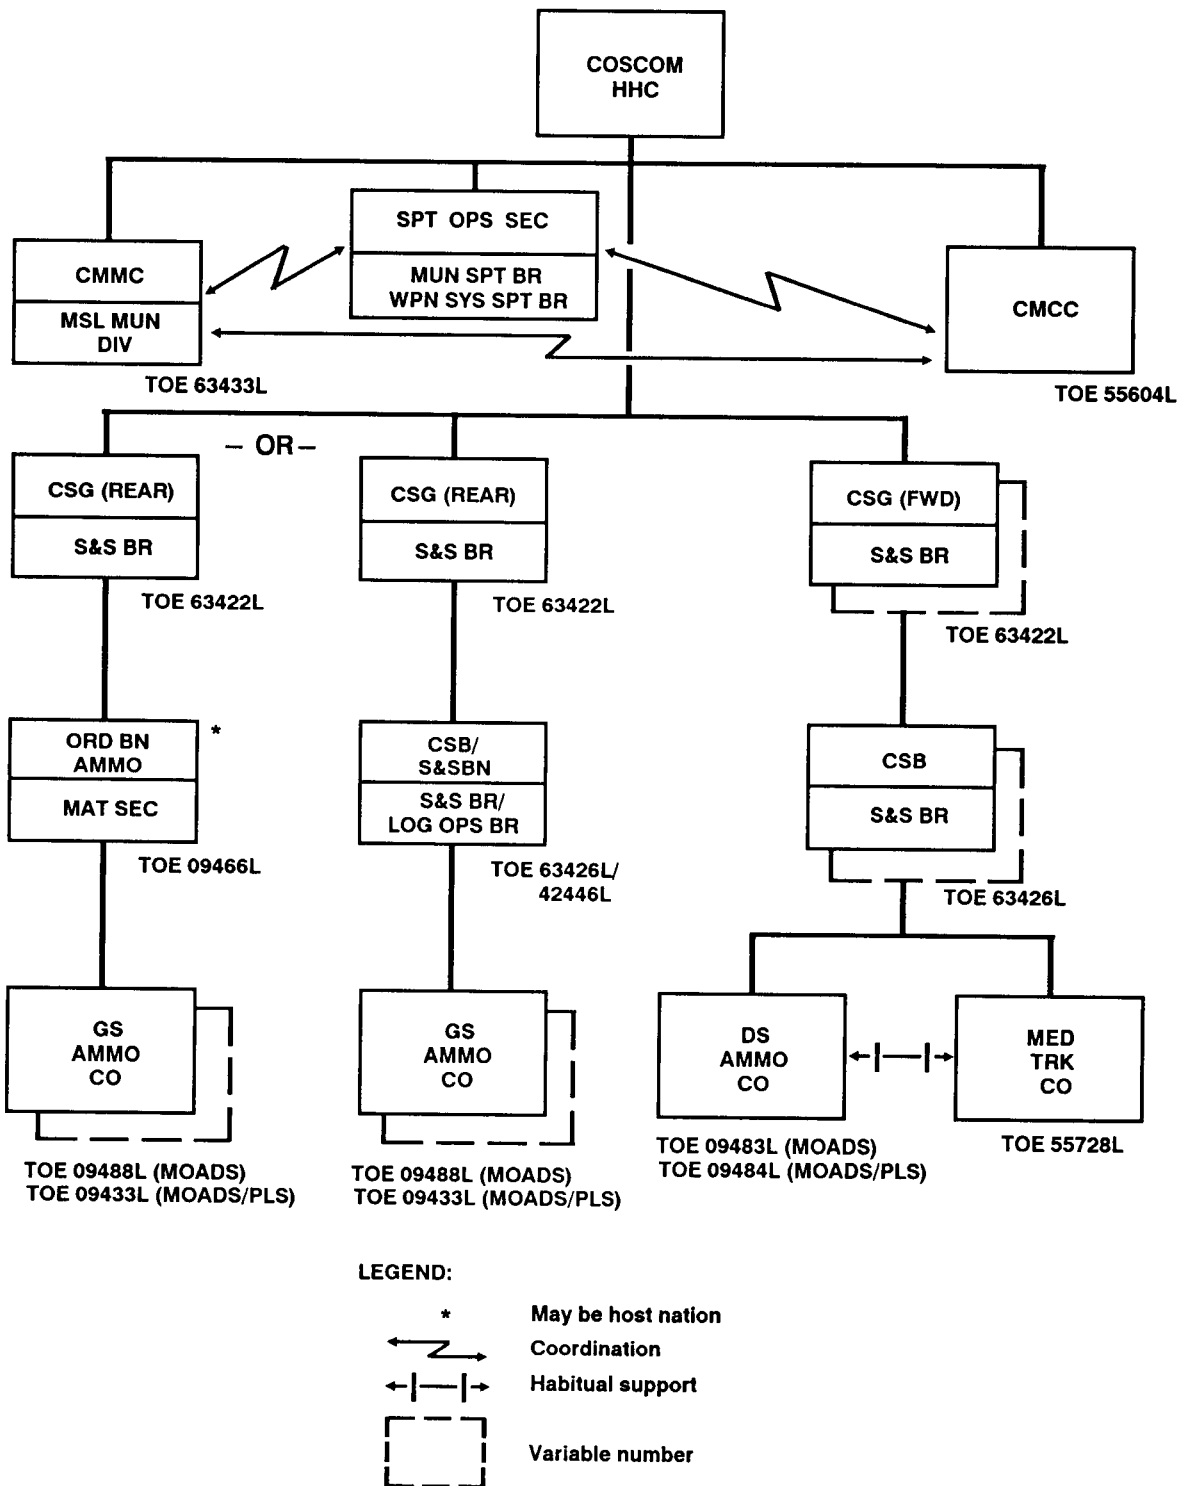 COSCOM
HHC
SPT OPS SEC
MUN SPT BR
WPN SYS SPT BR
CMMC
MSL MUN
DIV
TOE 63433L
CMCC
TOE 55604L
– OR –
CSG (REAR)
S&S BR
TOE 63422L
CSG (REAR)
S&S BR
TOE 63422L
CSG (FWD)
S&S BR
TOE 63422L
ORD BN
AMMO
*
MAT SEC
TOE 09466L
CSB/
S&SBN
S&S BR/
LOG OPS BR
TOE 63426L/
42446L
CSB
S&S BR
TOE 63426L
GS
AMMO
CO
TOE 09488L (MOADS)
TOE 09433L (MOADS/PLS)
GS
AMMO
CO
TOE 09488L (MOADS)
TOE 09433L (MOADS/PLS)
DS
AMMO
CO
TOE 09483L (MOADS)
TOE 09484L (MOADS/PLS)
MED
TRK
CO
TOE 55728L
LEGEND:
* May be host nation
Coordination
Habitual support
Variable number